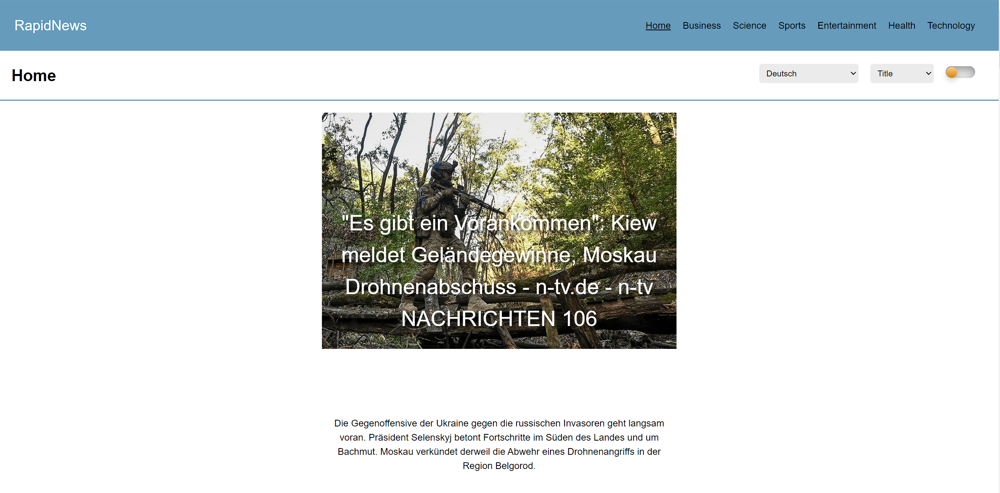 RapidNews
Home Business Science Sports Entertainment Health Technology
Home
Deutsch
Title
"Es gibt ein Vorankommen": Kiew
meldet Geländegewinne, Moskau
Drohnenabschuss - n-tv.de - n-tv
NACHRICHTEN 106
Die Gegenoffensive der Ukraine gegen die russischen Invasoren geht langsam
voran. Präsident Selenskyj betont Fortschritte im Süden des Landes und um
Bachmut. Moskau verkündet derweil die Abwehr eines Drohnenangriffs in der
Region Belgorod.